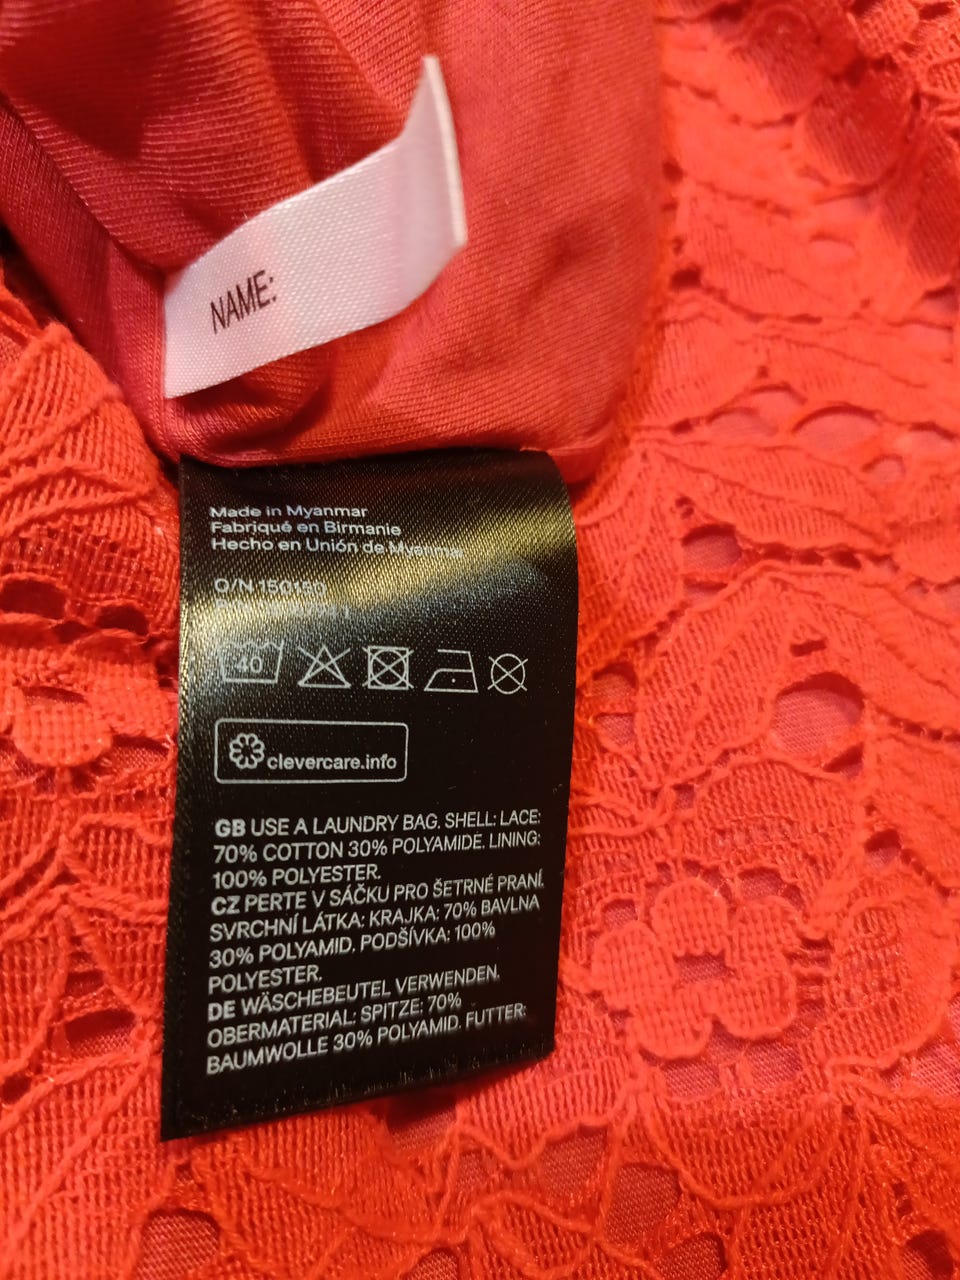 NAME:
Made in Myanmar
Fabriqué en Birmanie
Hecho en Unión de Myanmar
O/N 150150
40
clevercare.info
GB USE A LAUNDRY BAG. SHELL: LACE:
70% COTTON 30% POLYAMIDE. LINING:
100% POLYESTER.
CZ PERTE V SÁČKU PRO ŠETRNÉ PRANÍ.
SVRCHNÍ LÁTKA: KRAJKA: 70% BAVLNA
30% POLYAMID. PODŠÍVKA: 100%
POLYESTER.
DE WÄSCHEBEUTEL VERWENDEN.
OBERMATERIAL: SPITZE: 70%
BAUMWOLLE 30% POLYAMID. FUTTER: